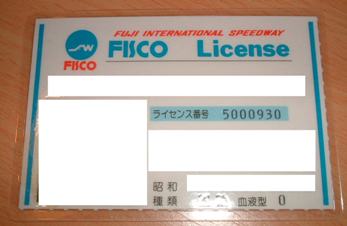 FUJI INTERNATIONAL SPEEDWAY
FISCO License
FISCO
ライセンス番号 5000930
昭和
種類 血液型 O